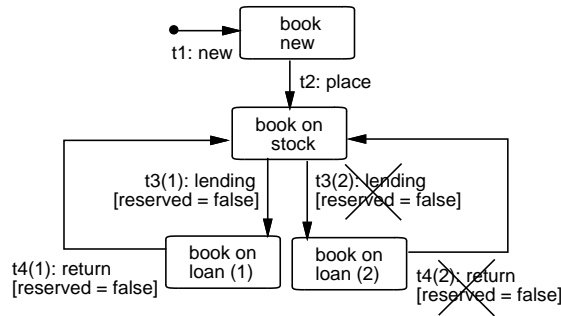 book
new
t1: new
t2: place
book on
stock
t3(1): lending
[reserved = false]
t3(2): lending
[reserved = false]
book on
loan (1)
book on
loan (2)
t4(1): return
[reserved = false]
t4(2): return
[reserved = false]